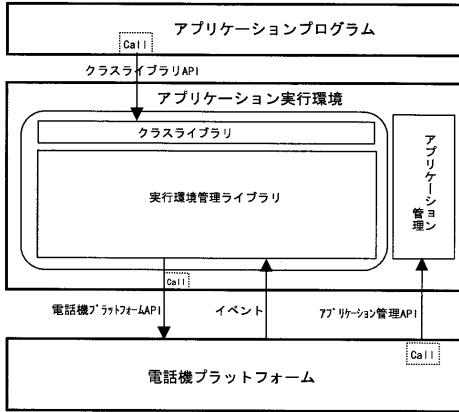 アプリケーションプログラム
Call
クラスライブラリAPI
アプリケーション実行環境
クラスライブラリ
実行環境管理ライブラリ
アプリケーション管理
Call
電話機ﾌﾟﾗｯﾄﾌｫｰﾑAPI
イベント
ｱﾌﾟﾘｹｰｼｮﾝ管理API
Call
電話機プラットフォーム